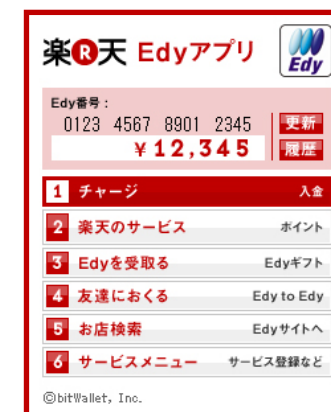 楽R天 Edyアプリ
Edy
Edy番号：
0123 4567 8901 2345 更新
¥12,345 履歴
1 チャージ 入金
2 楽天のサービス ポイント
3 Edyを受取る Edyギフト
4 友達におくる Edy to Edy
5 お店検索 Edyサイトへ
6 サービスメニュー サービス登録など
©bitWallet, Inc.